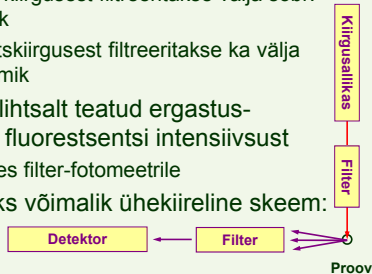 kiirgusest filtreeritakse välja sobi-
k
tskiirgusest filtreeritakse ka välja
mik
lihtsalt teatud ergastus-
fluorestsentsi intensiivsust
es filter-fotomeetrile
ks võimalik ühekiireline skeem:
Kiirgusallikas
Filter
Detektor
Filter
Proov